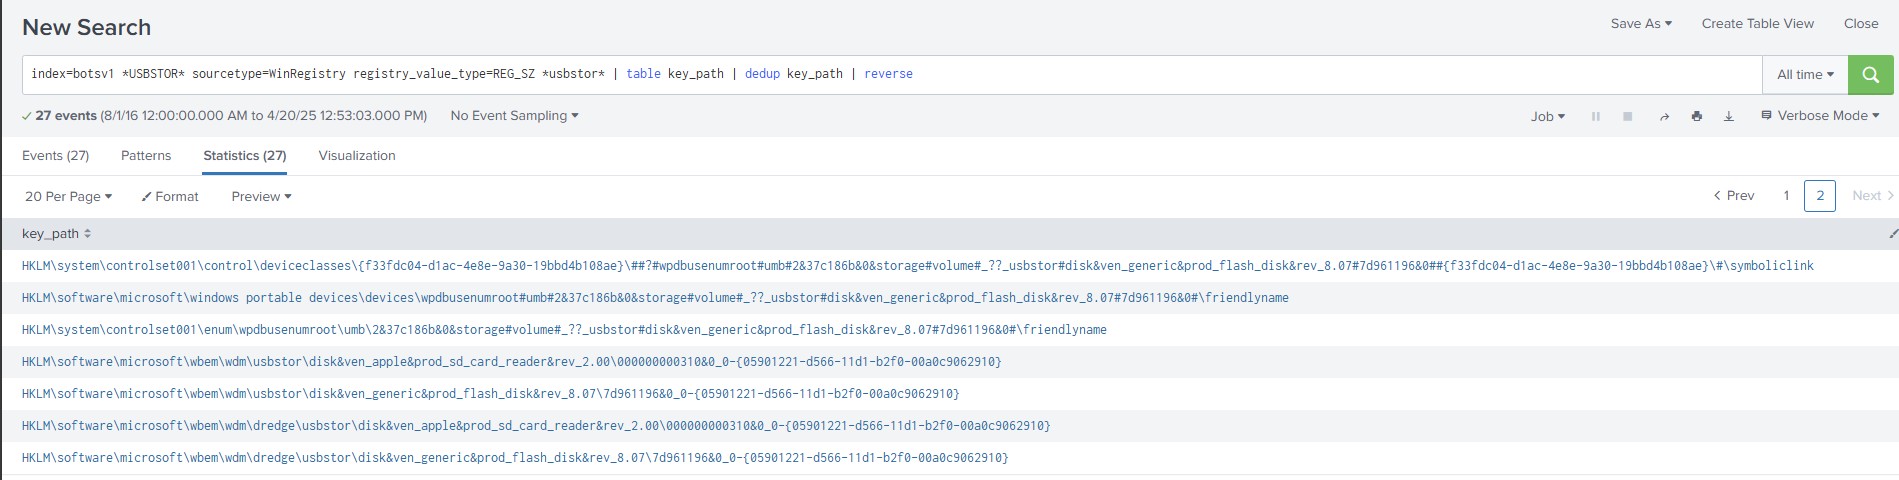 New Search
Save As Create Table View Close
index=botsv1 *USBSTOR* sourcetype=WinRegistry registry_value_type=REG_SZ *usbstor* | table key_path | dedup key_path | reverse
All time
27 events (8/1/16 12:00:00.000 AM to 4/20/25 12:53:03.000 PM) No Event Sampling
Job Verbose Mode
Events (27) Patterns Statistics (27) Visualization
20 Per Page Format Preview
Prev 1 2 Next
key_path
HKLM\system\controlset001\control\deviceclasses\{f33fdc04-d1ac-4e8e-9a30-19bbd4b108ae}\##?#wpdbusenumroot#umb#2&37c186b&0&storage#volume#_??_usbstor#disk&ven_generic&prod_flash_disk&rev_8.07#7d961196&0##{f33fdc04-d1ac-4e8e-9a30-19bbd4b108ae}\#\symboliclink
HKLM\software\microsoft\windows portable devices\devices\wpdbusenumroot#umb#2&37c186b&0&storage#volume#_??_usbstor#disk&ven_generic&prod_flash_disk&rev_8.07#7d961196&0#\friendlyname
HKLM\system\controlset001\enum\wpdbusenumroot\umb\2&37c186b&0&storage#volume#_??_usbstor#disk&ven_generic&prod_flash_disk&rev_8.07#7d961196&0#\friendlyname
HKLM\software\microsoft\wbem\wdm\usbstor\disk&ven_apple&prod_sd_card_reader&rev_2.00\000000000310&0_0-{05901221-d566-11d1-b2f0-00a0c9062910}
HKLM\software\microsoft\wbem\wdm\usbstor\disk&ven_generic&prod_flash_disk&rev_8.07\7d961196&0_0-{05901221-d566-11d1-b2f0-00a0c9062910}
HKLM\software\microsoft\wbem\wdm\dredge\usbstor\disk&ven_apple&prod_sd_card_reader&rev_2.00\000000000310&0_0-{05901221-d566-11d1-b2f0-00a0c9062910}
HKLM\software\microsoft\wbem\wdm\dredge\usbstor\disk&ven_generic&prod_flash_disk&rev_8.07\7d961196&0_0-{05901221-d566-11d1-b2f0-00a0c9062910}